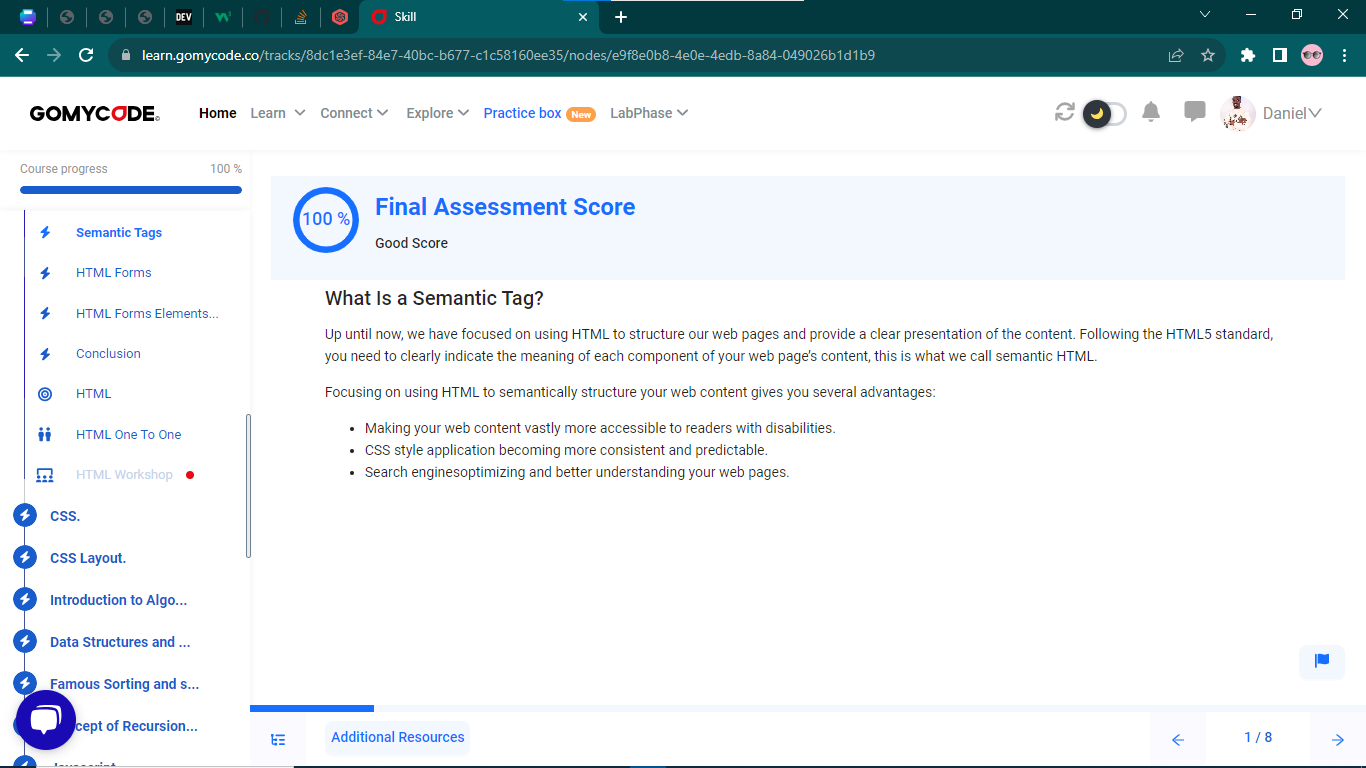 DEV
Skill
learn.gomycode.co/tracks/8dc1e3ef-84e7-40bc-b677-c1c58160ee35/nodes/e9f8e0b8-4e0e-4edb-8a84-049026b1d1b9
GOMYCODE
Home Learn Connect Explore Practice box New LabPhase Daniel
Course progress 100 %
Semantic Tags
HTML Forms
HTML Forms Elements...
Conclusion
HTML
HTML One To One
HTML Workshop
CSS.
CSS Layout.
Introduction to Algo...
Data Structures and ...
Famous Sorting and s...
cept of Recursion...
Javascript
100 %
Final Assessment Score
Good Score
What Is a Semantic Tag?
Up until now, we have focused on using HTML to structure our web pages and provide a clear presentation of the content. Following the HTML5 standard,
you need to clearly indicate the meaning of each component of your web page’s content, this is what we call semantic HTML.
Focusing on using HTML to semantically structure your web content gives you several advantages:
• Making your web content vastly more accessible to readers with disabilities.
• CSS style application becoming more consistent and predictable.
• Search enginesoptimizing and better understanding your web pages.
Additional Resources
1 / 8